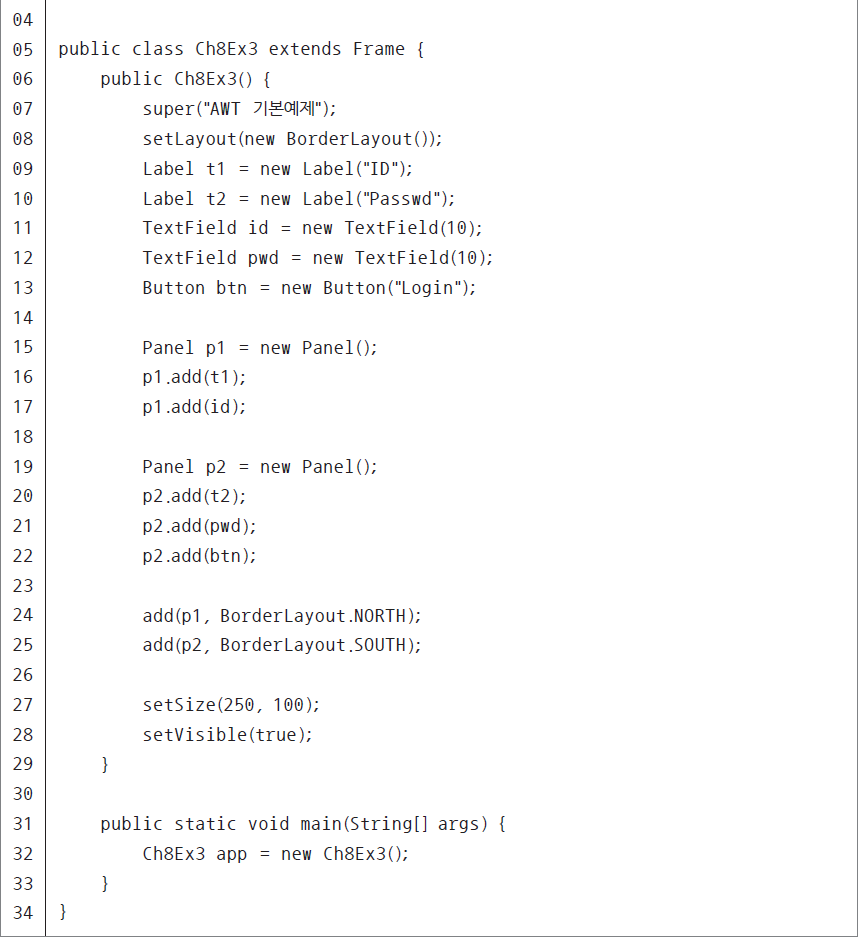 04
05 public class Ch8Ex3 extends Frame {
06     public Ch8Ex3() {
07         super("AWT 기본예제");
08         setLayout(new BorderLayout());
09         Label t1 = new Label("ID");
10         Label t2 = new Label("Passwd");
11         TextField id = new TextField(10);
12         TextField pwd = new TextField(10);
13         Button btn = new Button("Login");
14
15         Panel p1 = new Panel();
16         p1.add(t1);
17         p1.add(id);
18
19         Panel p2 = new Panel();
20         p2.add(t2);
21         p2.add(pwd);
22         p2.add(btn);
23
24         add(p1, BorderLayout.NORTH);
25         add(p2, BorderLayout.SOUTH);
26
27         setSize(250, 100);
28         setVisible(true);
29     }
30
31     public static void main(String[] args) {
32         Ch8Ex3 app = new Ch8Ex3();
33     }
34 }